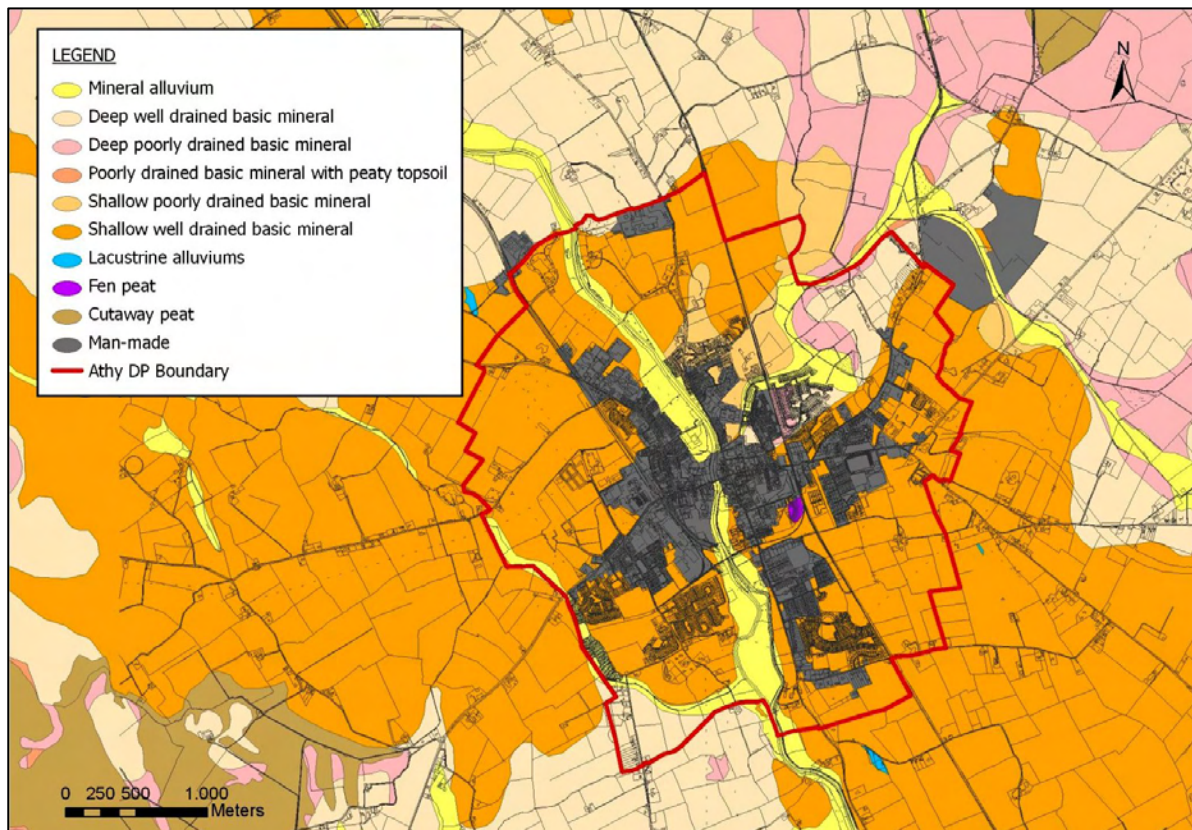 LEGEND
Mineral alluvium
Deep well drained basic mineral
Deep poorly drained basic mineral
Poorly drained basic mineral with peaty topsoil
Shallow poorly drained basic mineral
Shallow well drained basic mineral
Lacustrine alluviums
Fen peat
Cutaway peat
Man-made
Athy DP Boundary
N
0 250 500 1.000
Meters